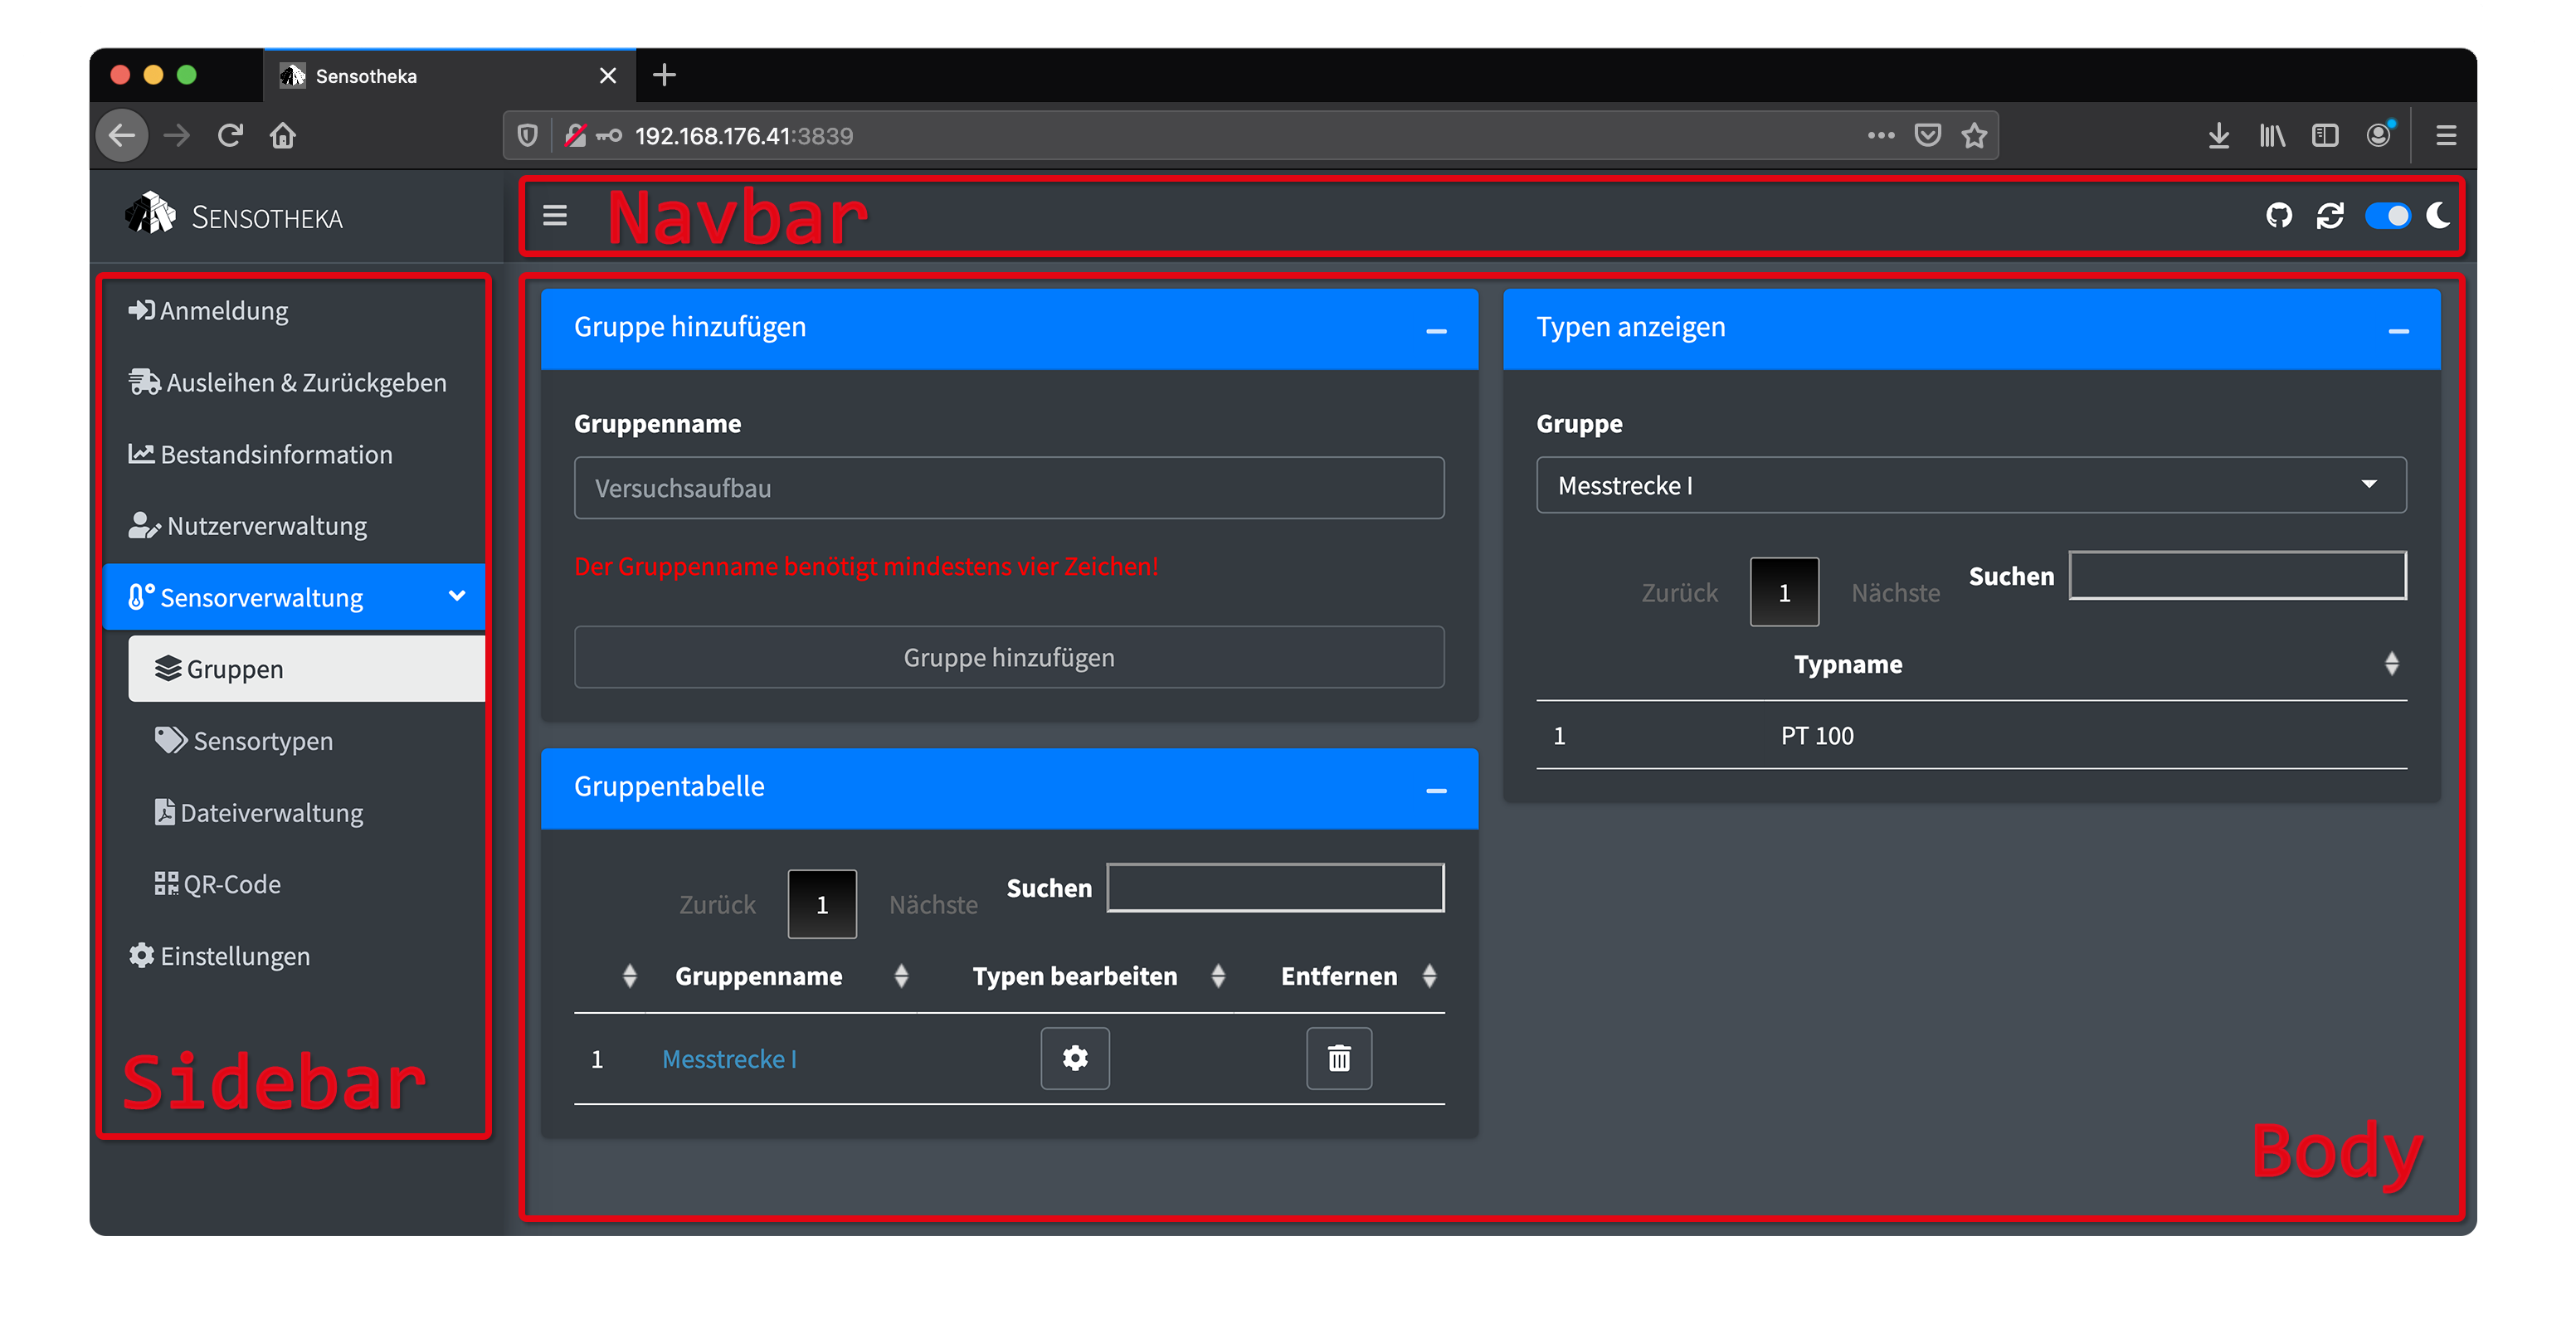 Sensotheka
192.168.176.41:3839
SENSOTHEKA
Navbar
Anmeldung
Ausleihen & Zurückgeben
Bestandsinformation
Nutzerverwaltung
Sensorverwaltung
Gruppen
Sensortypen
Dateiverwaltung
QR-Code
Einstellungen
Sidebar
Gruppe hinzufügen
Gruppenname
Versuchsaufbau
Der Gruppenname benötigt mindestens vier Zeichen!
Gruppe hinzufügen
Gruppentabelle
Zurück 1 Nächste Suchen
Gruppenname Typen bearbeiten Entfernen
1 Messtrecke I
Typen anzeigen
Gruppe
Messtrecke I
Zurück 1 Nächste Suchen
Typname
1 PT 100
Body